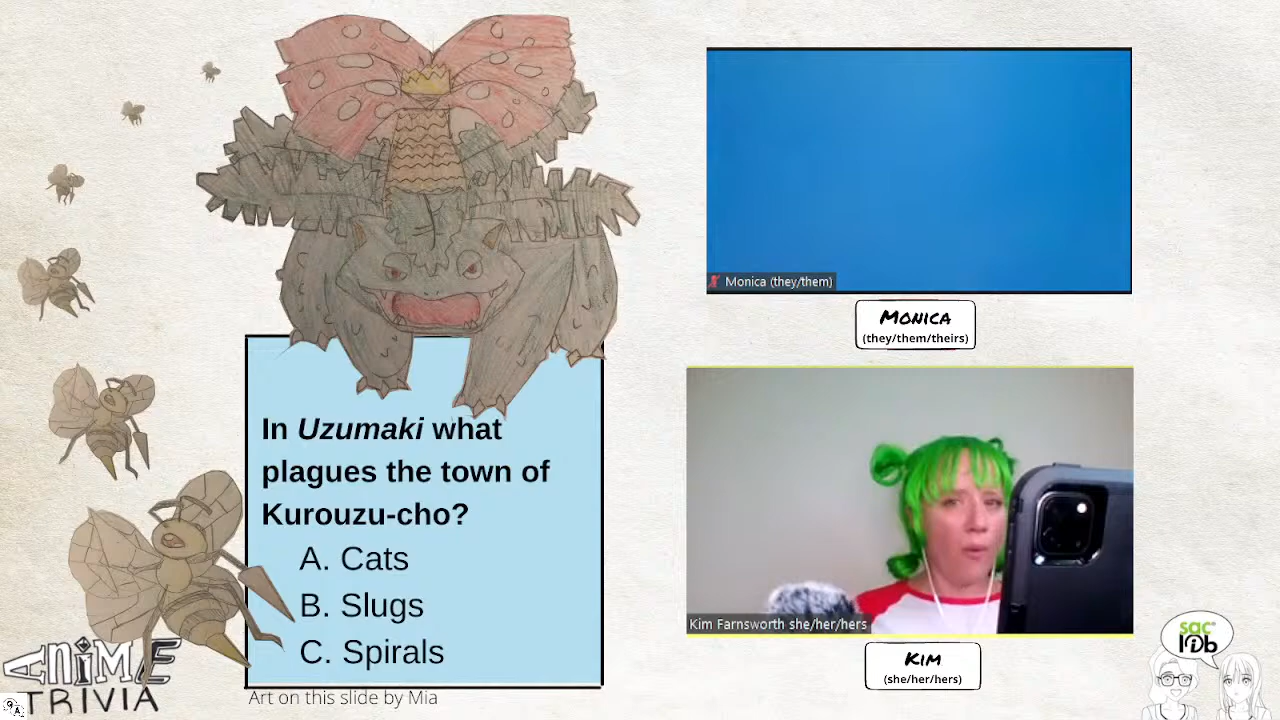 In Uzumaki what
plagues the town of
Kurouzu-cho?
A. Cats
B. Slugs
C. Spirals
Art on this slide by Mia
ANiME
TRIVIA
Monica (they/them)
MONICA
(they/them/theirs)
Kim Farnsworth she/her/hers
KIM
(she/her/hers)
sac
lib